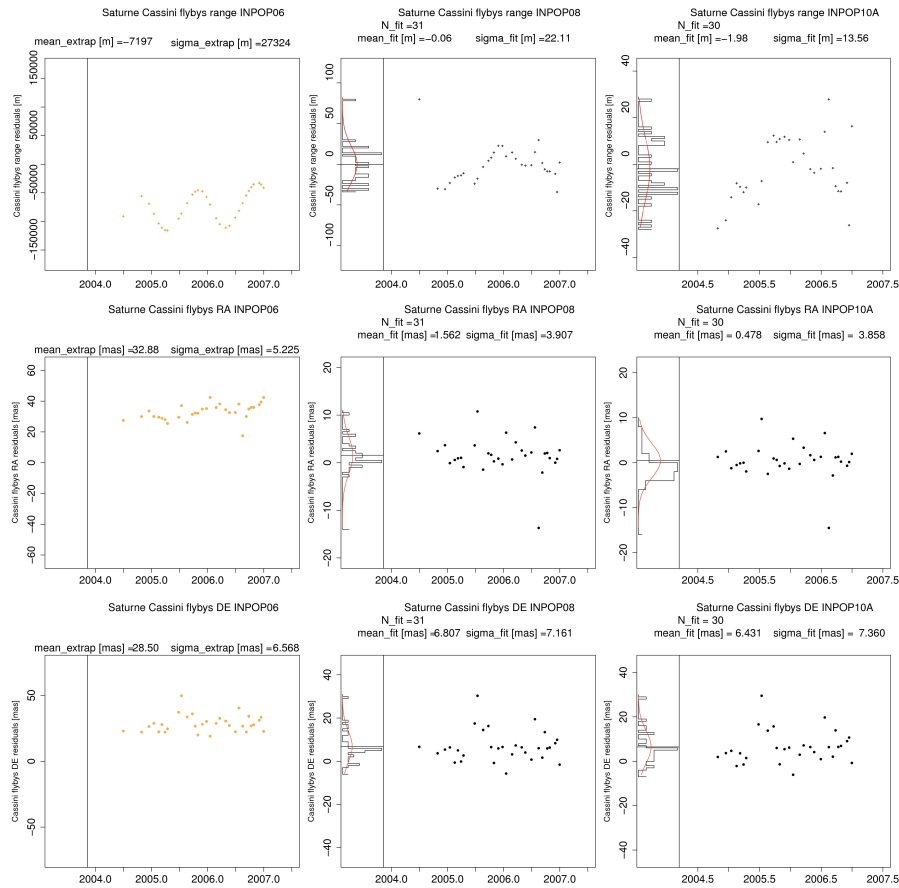 Saturne Cassini flybys range INPOP06
mean_extrap [m] =−7197 sigma_extrap [m] =27324
Cassini flybys range residuals [m]
150000
50000
−50000
−150000
2004.0 2005.0 2006.0 2007.0
Saturne Cassini flybys range INPOP08
N_fit =31
mean_fit [m] =−0.06 sigma_fit [m] =22.11
Cassini flybys range residuals [m]
100
50
0
−50
−100
2004.0 2005.0 2006.0 2007.0
Saturne Cassini flybys range INPOP10A
N_fit = 30
mean_fit [m] =−1.98 sigma_fit [m] =13.56
Cassini flybys range residuals [m]
40
20
0
−20
−40
2004.5 2005.5 2006.5 2007.5
Saturne Cassini flybys RA INPOP06
mean_extrap [mas] =32.88 sigma_extrap [mas] =5.225
Cassini flybys RA residuals [mas]
60
40
20
0
−20
−40
−60
2004.0 2005.0 2006.0 2007.0
Saturne Cassini flybys RA INPOP08
N_fit =31
mean_fit [mas] =1.562 sigma_fit [mas] =3.907
Cassini flybys RA residuals [mas]
20
10
0
−10
−20
2004.0 2005.0 2006.0 2007.0
Saturne Cassini flybys RA INPOP10A
N_fit = 30
mean_fit [mas] = 0.478 sigma_fit [mas] = 3.858
Cassini flybys RA residuals [mas]
20
10
0
−10
−20
2004.5 2005.5 2006.5 2007.5
Saturne Cassini flybys DE INPOP06
mean_extrap [mas] =28.50 sigma_extrap [mas] =6.568
Cassini flybys DE residuals [mas]
50
0
−50
2004.0 2005.0 2006.0 2007.0
Saturne Cassini flybys DE INPOP08
N_fit =31
mean_fit [mas] =6.807 sigma_fit [mas] =7.161
Cassini flybys DE residuals [mas]
40
20
0
−20
−40
2004.0 2005.0 2006.0 2007.0
Saturne Cassini flybys DE INPOP10A
N_fit = 30
mean_fit [mas] = 6.431 sigma_fit [mas] = 7.360
Cassini flybys DE residuals [mas]
40
20
0
−20
−40
2004.5 2005.5 2006.5 2007.5